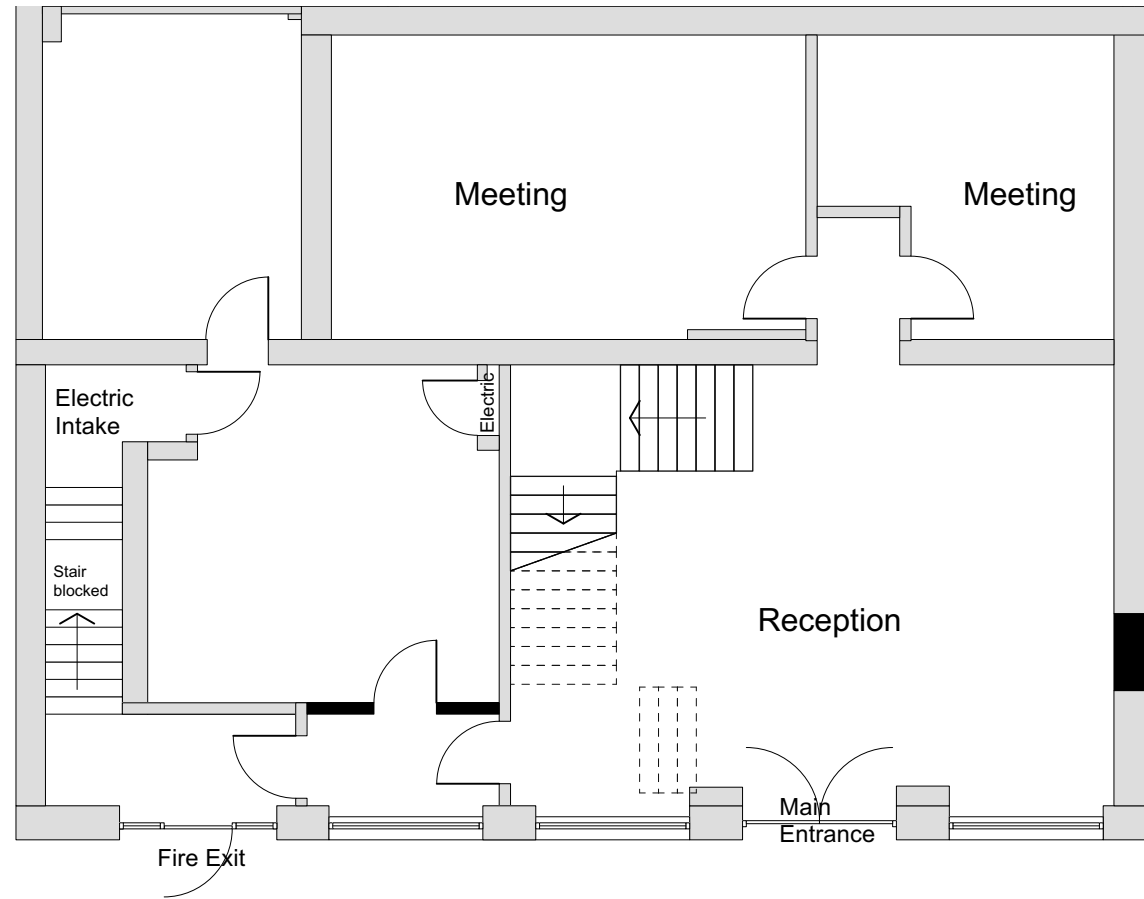 Meeting
Meeting
Electric
Intake
Electric
Stair
blocked
Reception
Main
Entrance
Fire Exit